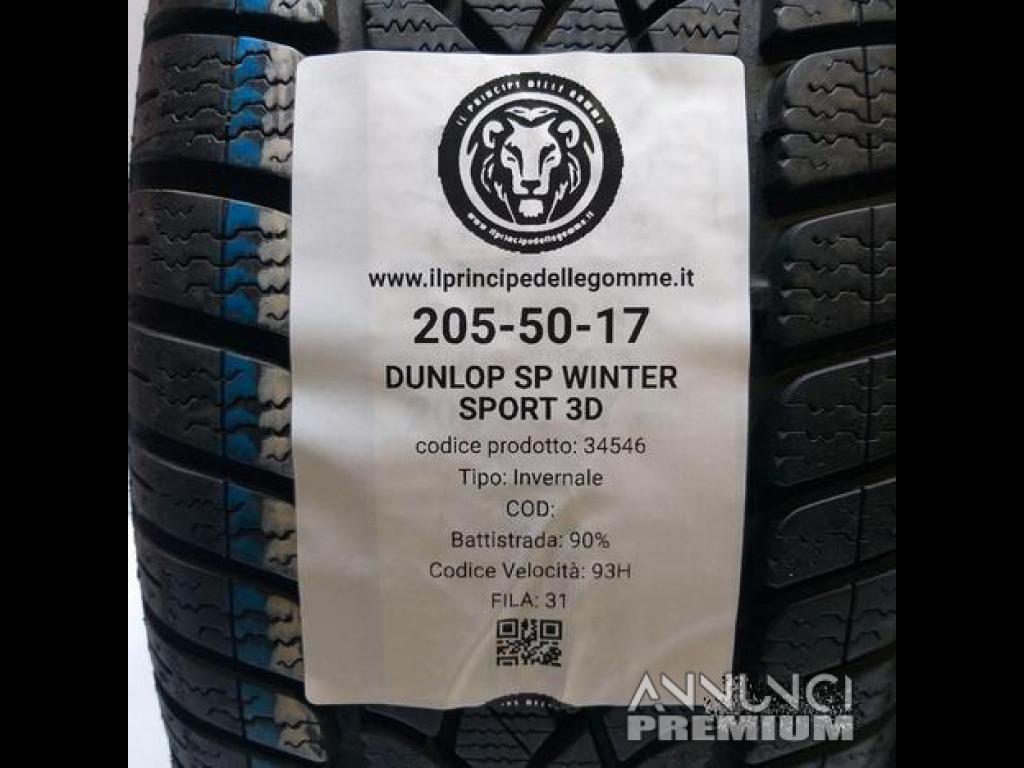 IL PRINCIPE DELLE GOMME
www.ilprincipedellegomme.it
www.ilprincipedellegomme.it
205-50-17
DUNLOP SP WINTER
SPORT 3D
codice prodotto: 34546
Tipo: Invernale
COD:
Battistrada: 90%
Codice Velocità: 93H
FILA: 31
ANNUNCI
PREMIUM